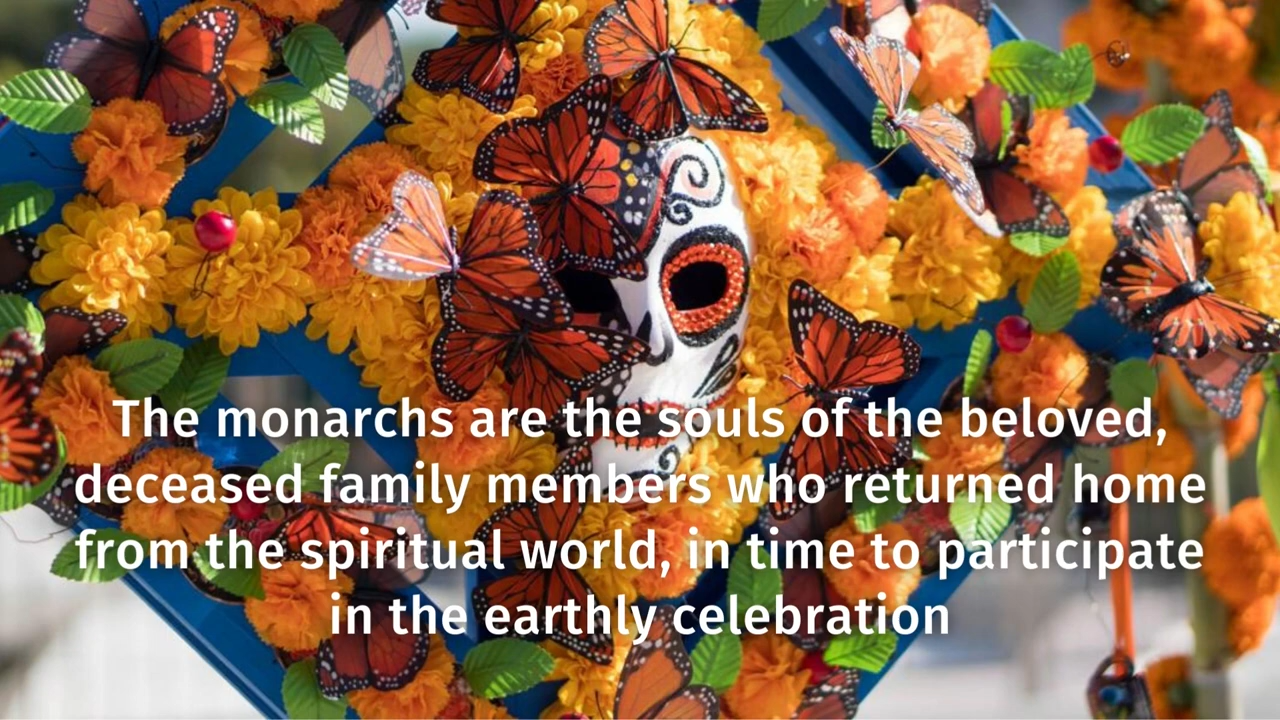 The monarchs are the souls of the beloved,
deceased family members who returned home
from the spiritual world, in time to participate
in the earthly celebration